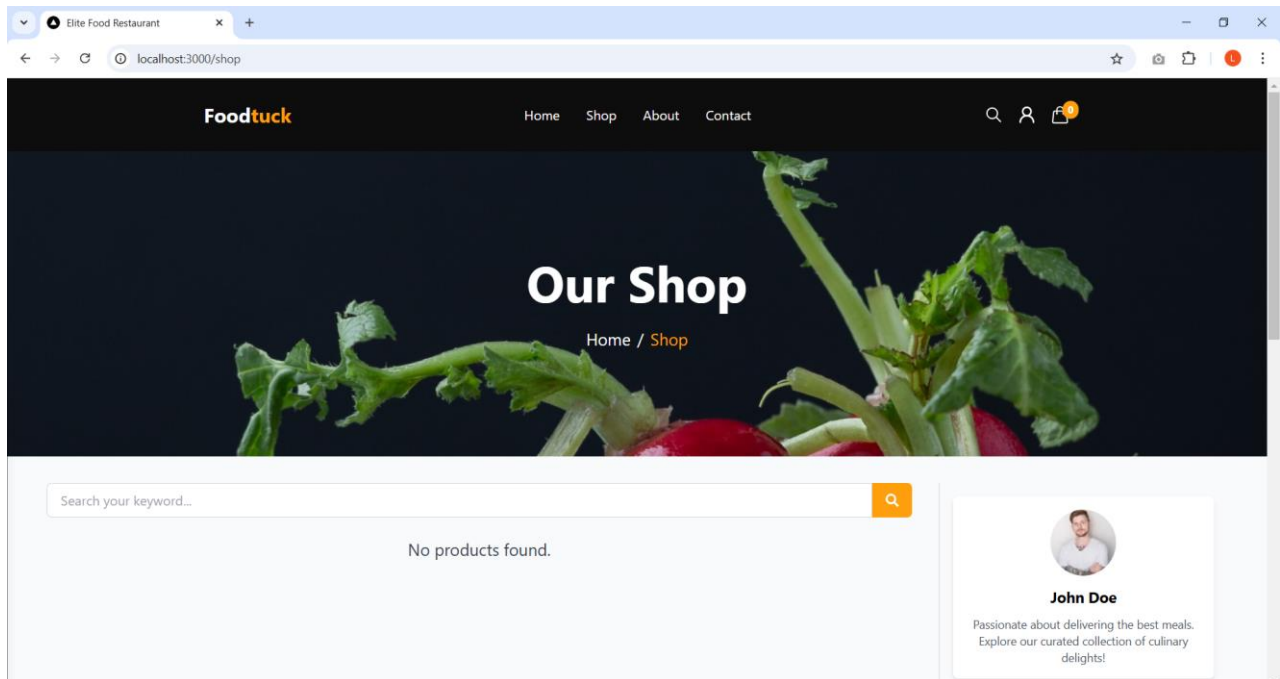 Elite Food Restaurant
localhost:3000/shop
L
Foodtuck
Home Shop About Contact
0
Our Shop
Home / Shop
Search your keyword...
No products found.
John Doe
Passionate about delivering the best meals.
Explore our curated collection of culinary
delights!